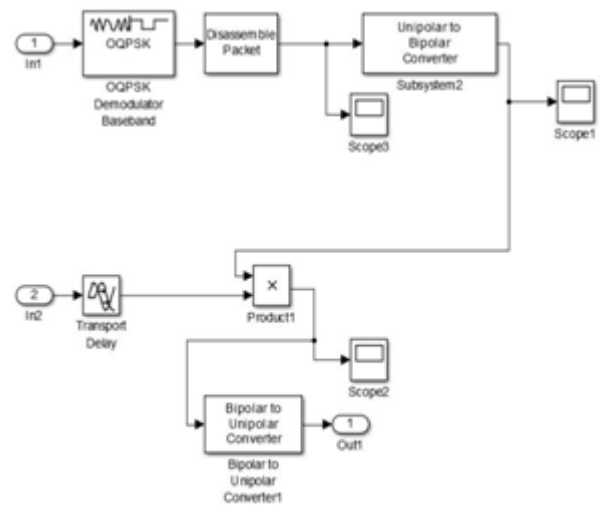 1
In1
OQPSK
OQPSK
Demodulator
Baseband
Disassemble
Packet
Unipolar to
Bipolar
Converter
Subsystem2
Scope3
Scope1
2
In2
Transport
Delay
×
Product1
Scope2
Bipolar to
Unipolar
Converter
Bipolar to
Unipolar
Converter1
1
Out1